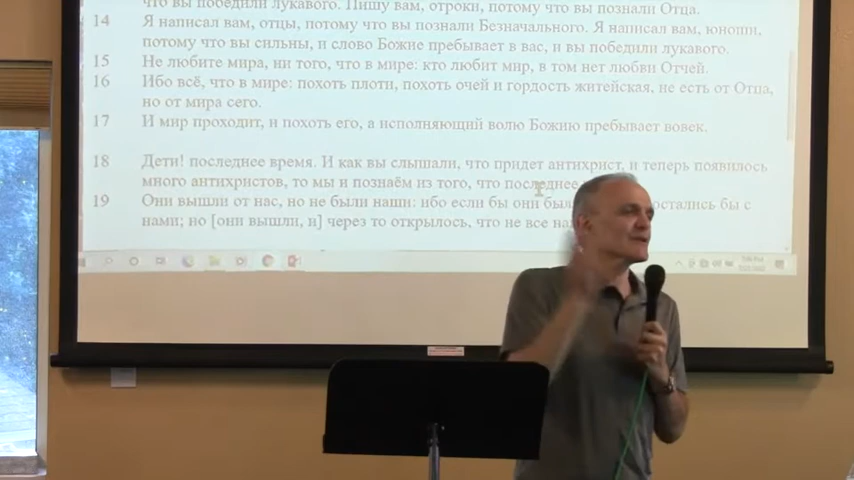 что вы победили лукавого. Пишу вам, отроки, потому что вы познали Отца.
14 Я написал вам, отцы, потому что вы познали Безначального. Я написал вам, юноши,
потому что вы сильны, и слово Божие пребывает в вас, и вы победили лукавого.
15 Не любите мира, ни того, что в мире: кто любит мир, в том нет любви Отчей.
16 Ибо всё, что в мире: похоть плоти, похоть очей и гордость житейская, не есть от Отца,
но от мира сего.
17 И мир проходит, и похоть его, а исполняющий волю Божию пребывает вовек.
18 Дети! последнее время. И как вы слышали, что придет антихрист, и теперь появилось
много антихристов, то мы и познаём из того, что последнее
19 Они вышли от нас, но не были наши: ибо если бы они остались бы с
нами; но [они вышли, и] через то открылось, что не все